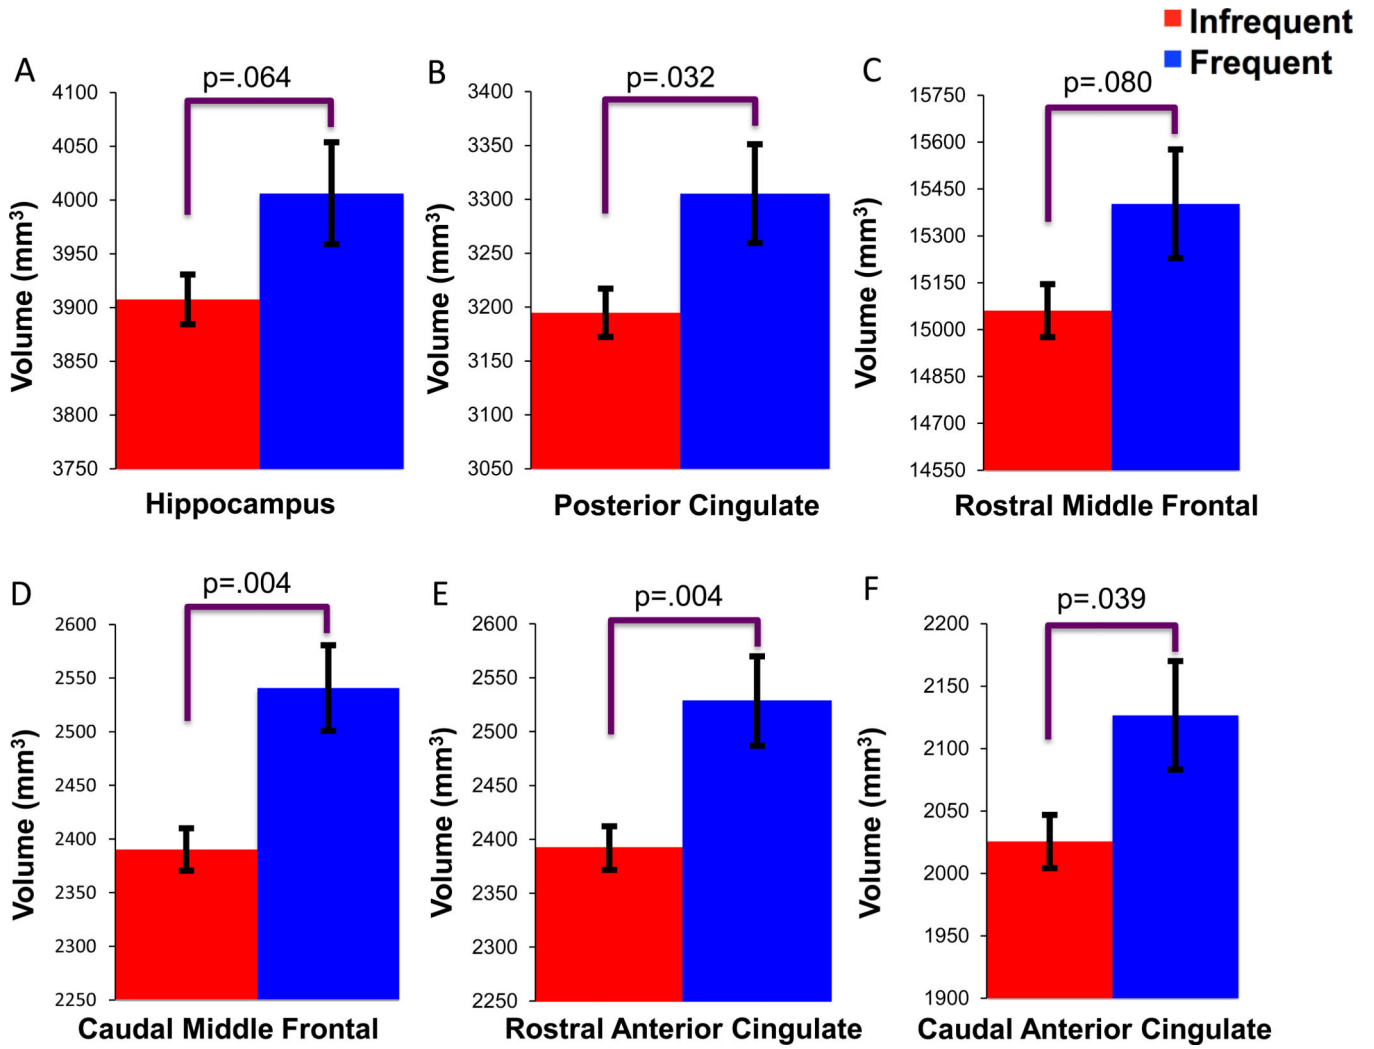 Infrequent
Frequent
A
p=.064
4100
4050
4000
3950
3900
3850
3800
3750
Volume (mm³)
Hippocampus
B
p=.032
3400
3350
3300
3250
3200
3150
3100
3050
Volume (mm³)
Posterior Cingulate
C
p=.080
15750
15600
15450
15300
15150
15000
14850
14700
14550
Volume (mm³)
Rostral Middle Frontal
D
p=.004
2600
2550
2500
2450
2400
2350
2300
2250
Volume (mm³)
Caudal Middle Frontal
E
p=.004
2600
2550
2500
2450
2400
2350
2300
2250
Volume (mm³)
Rostral Anterior Cingulate
F
p=.039
2200
2150
2100
2050
2000
1950
1900
Volume (mm³)
Caudal Anterior Cingulate